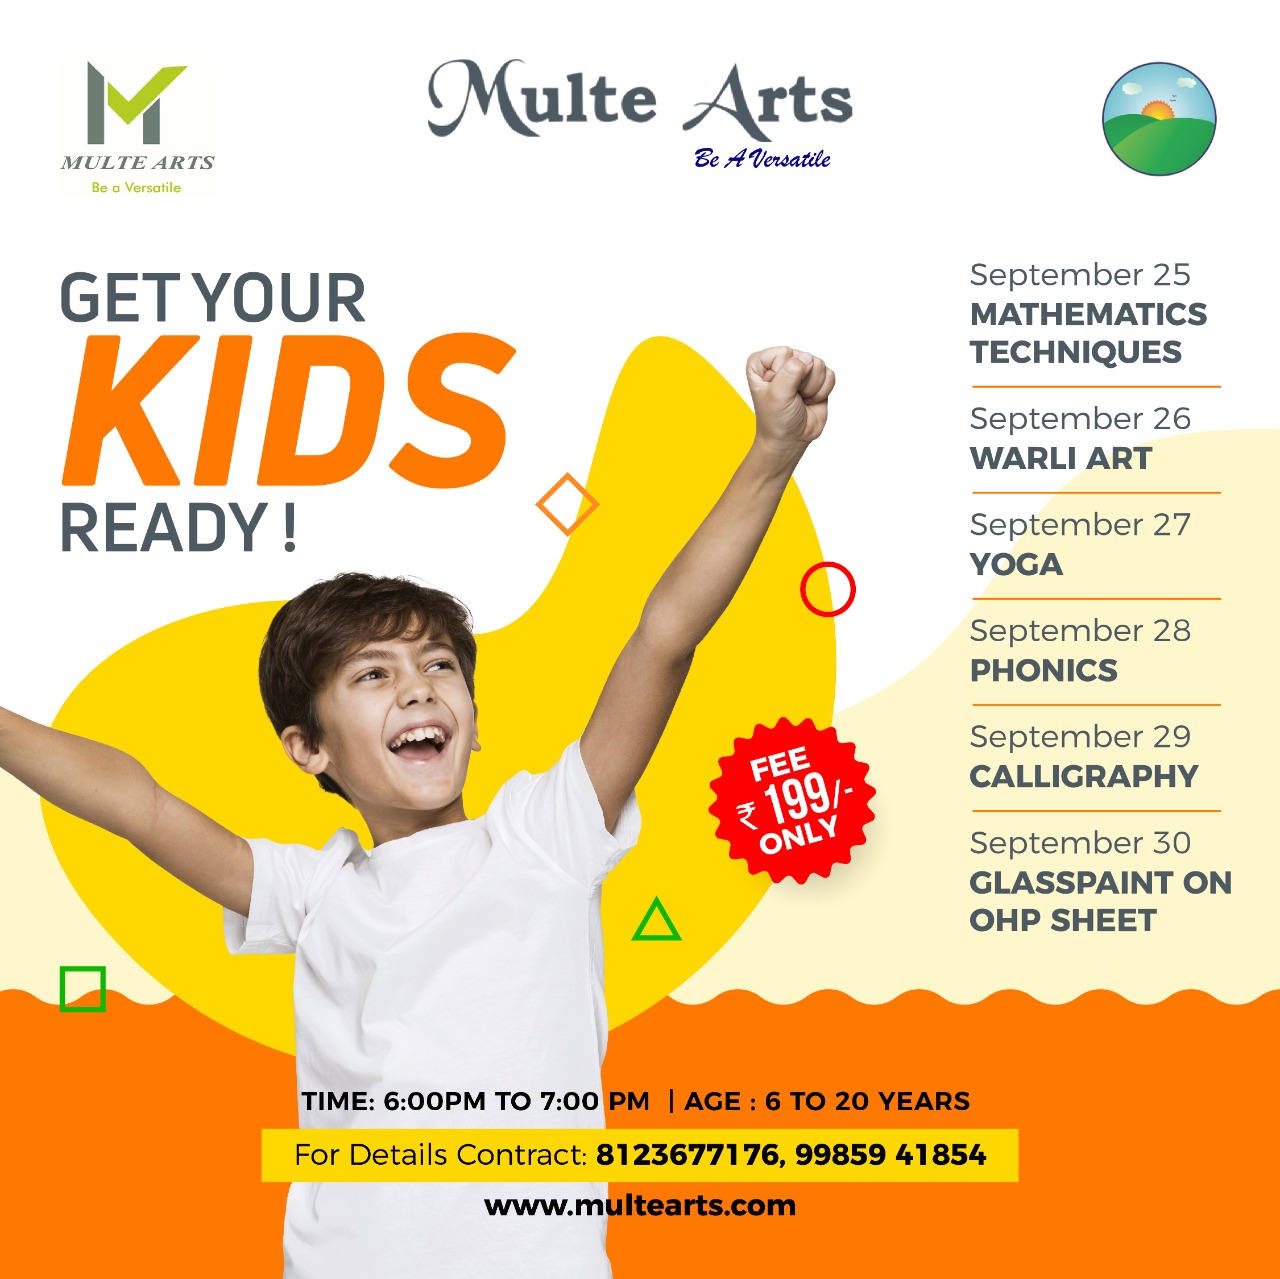 MULTE ARTS
Be a Versatile
Multe Arts
Be A Versatile
GET YOUR
KIDS
READY !
September 25
MATHEMATICS
TECHNIQUES
September 26
WARLI ART
September 27
YOGA
September 28
PHONICS
September 29
CALLIGRAPHY
September 30
GLASSPAINT ON
OHP SHEET
FEE
₹ 199/-
ONLY
TIME: 6:00PM TO 7:00 PM | AGE : 6 TO 20 YEARS
For Details Contract: 8123677176, 99859 41854
www.multearts.com